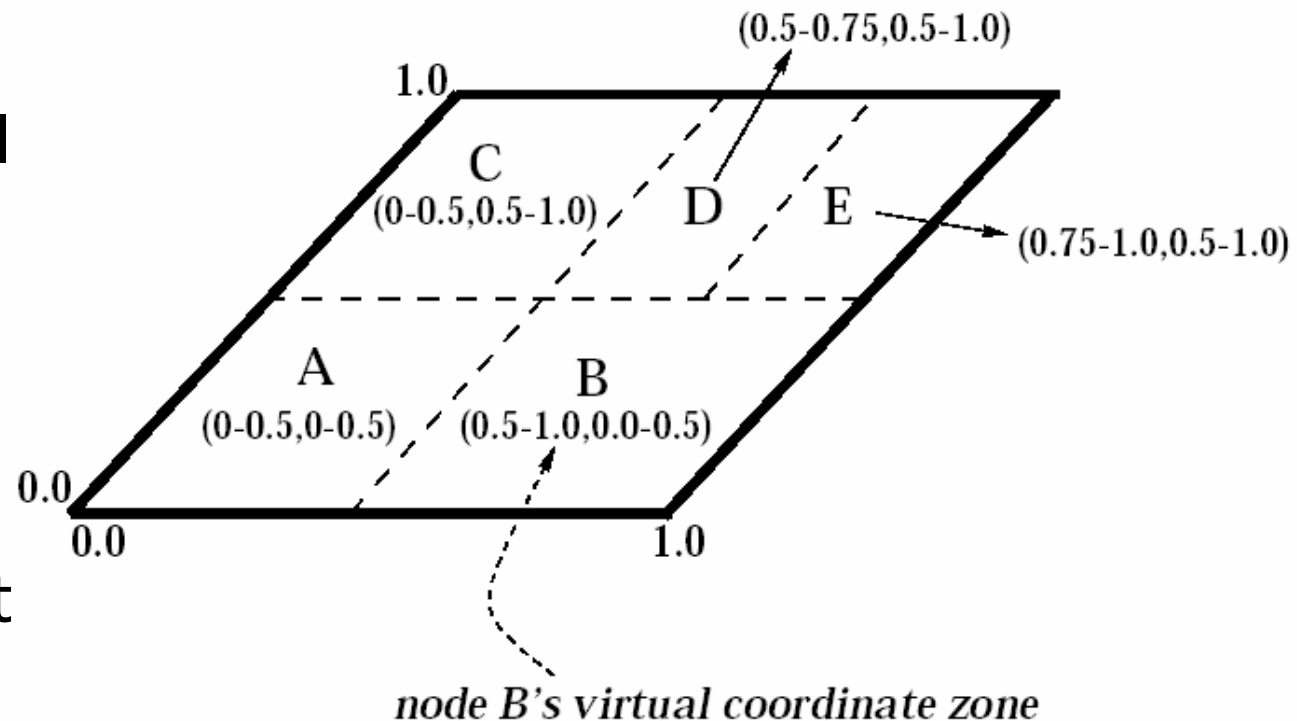 (0.5-0.75,0.5-1.0)
1.0
C
(0-0.5,0.5-1.0)
D
E
(0.75-1.0,0.5-1.0)
A
(0-0.5,0-0.5)
B
(0.5-1.0,0.0-0.5)
0.0
0.0
1.0
t
node B's virtual coordinate zone